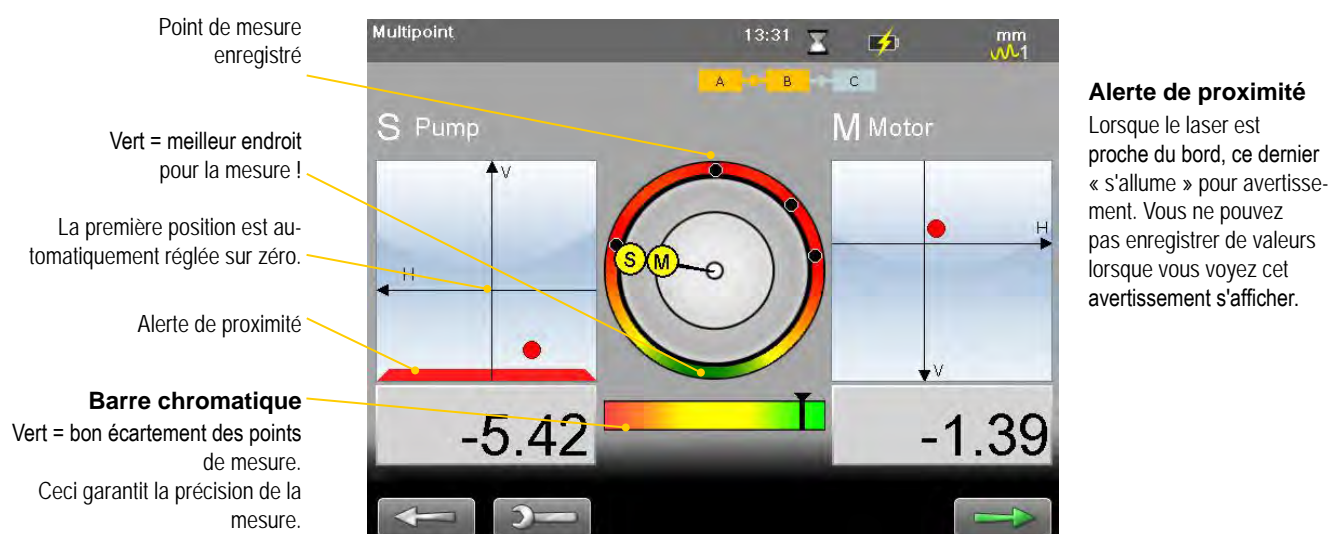 Point de mesure
enregistré
Vert = meilleur endroit
pour la mesure !
La première position est au-
tomatiquement réglée sur zéro.
Alerte de proximité
Barre chromatique
Vert = bon écartement des points
de mesure.
Ceci garantit la précision de la
mesure.
Multipoint
13:31
mm
1
A
B
C
S Pump
M Motor
V
H
S
M
H
V
-5.42
-1.39
Alerte de proximité
Lorsque le laser est
proche du bord, ce dernier
« s'allume » pour avertisse-
ment. Vous ne pouvez
pas enregistrer de valeurs
lorsque vous voyez cet
avertissement s'afficher.